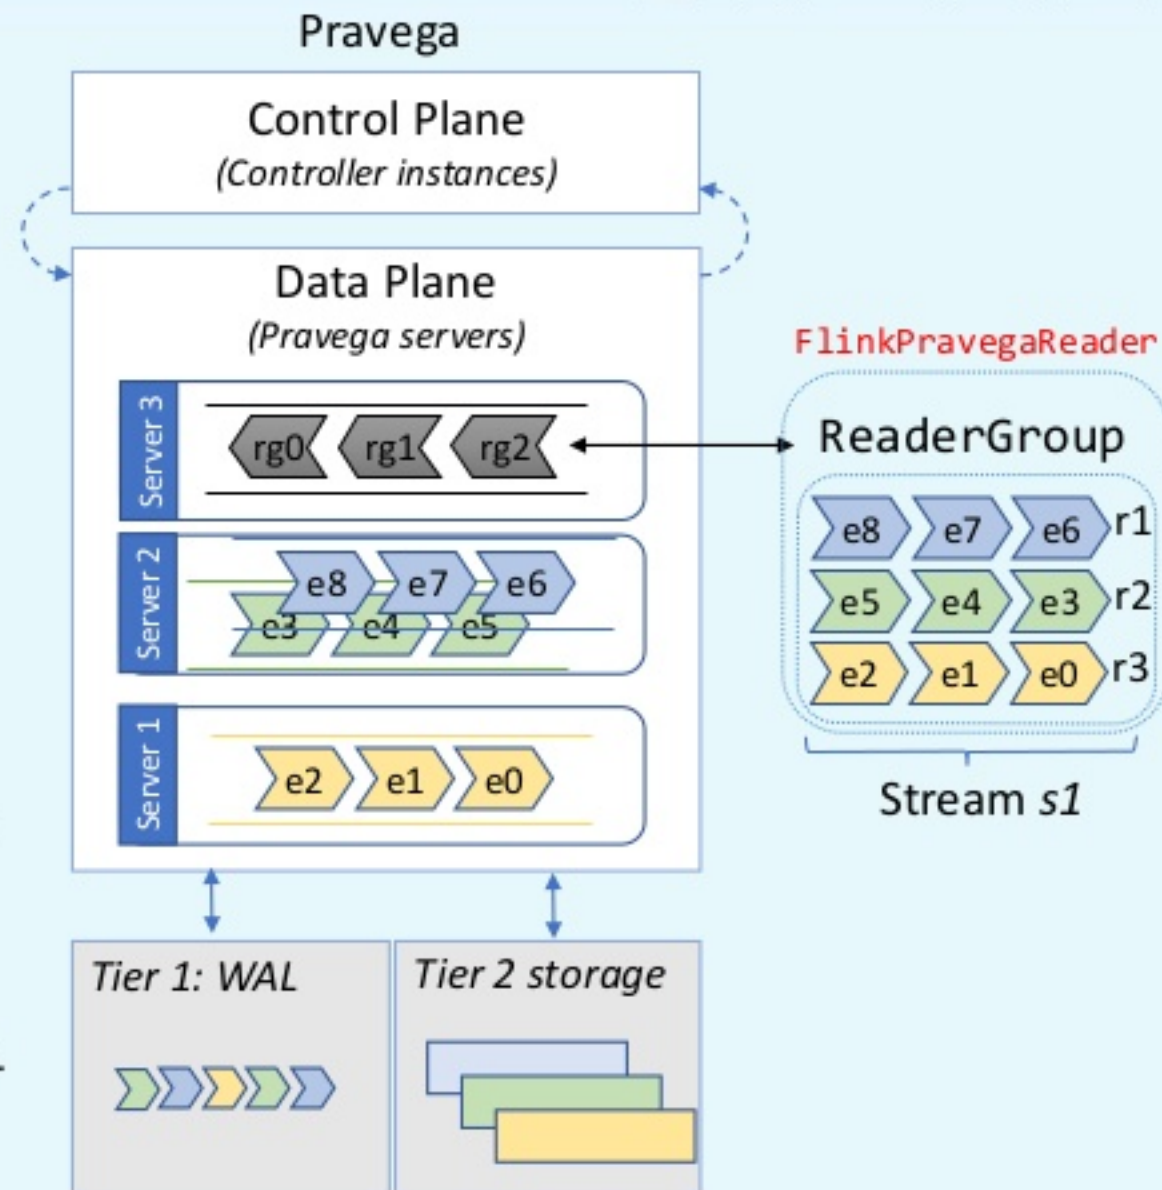 Pravega
Control Plane
(Controller instances)
Data Plane
(Pravega servers)
Server 3
rg0 rg1 rg2
Server 2
e8 e7 e6
e3 e4 e5
Server 1
e2 e1 e0
FlinkPravegaReader
ReaderGroup
e8 e7 e6 r1
e5 e4 e3 r2
e2 e1 e0 r3
Stream s1
Tier 1: WAL
Tier 2 storage